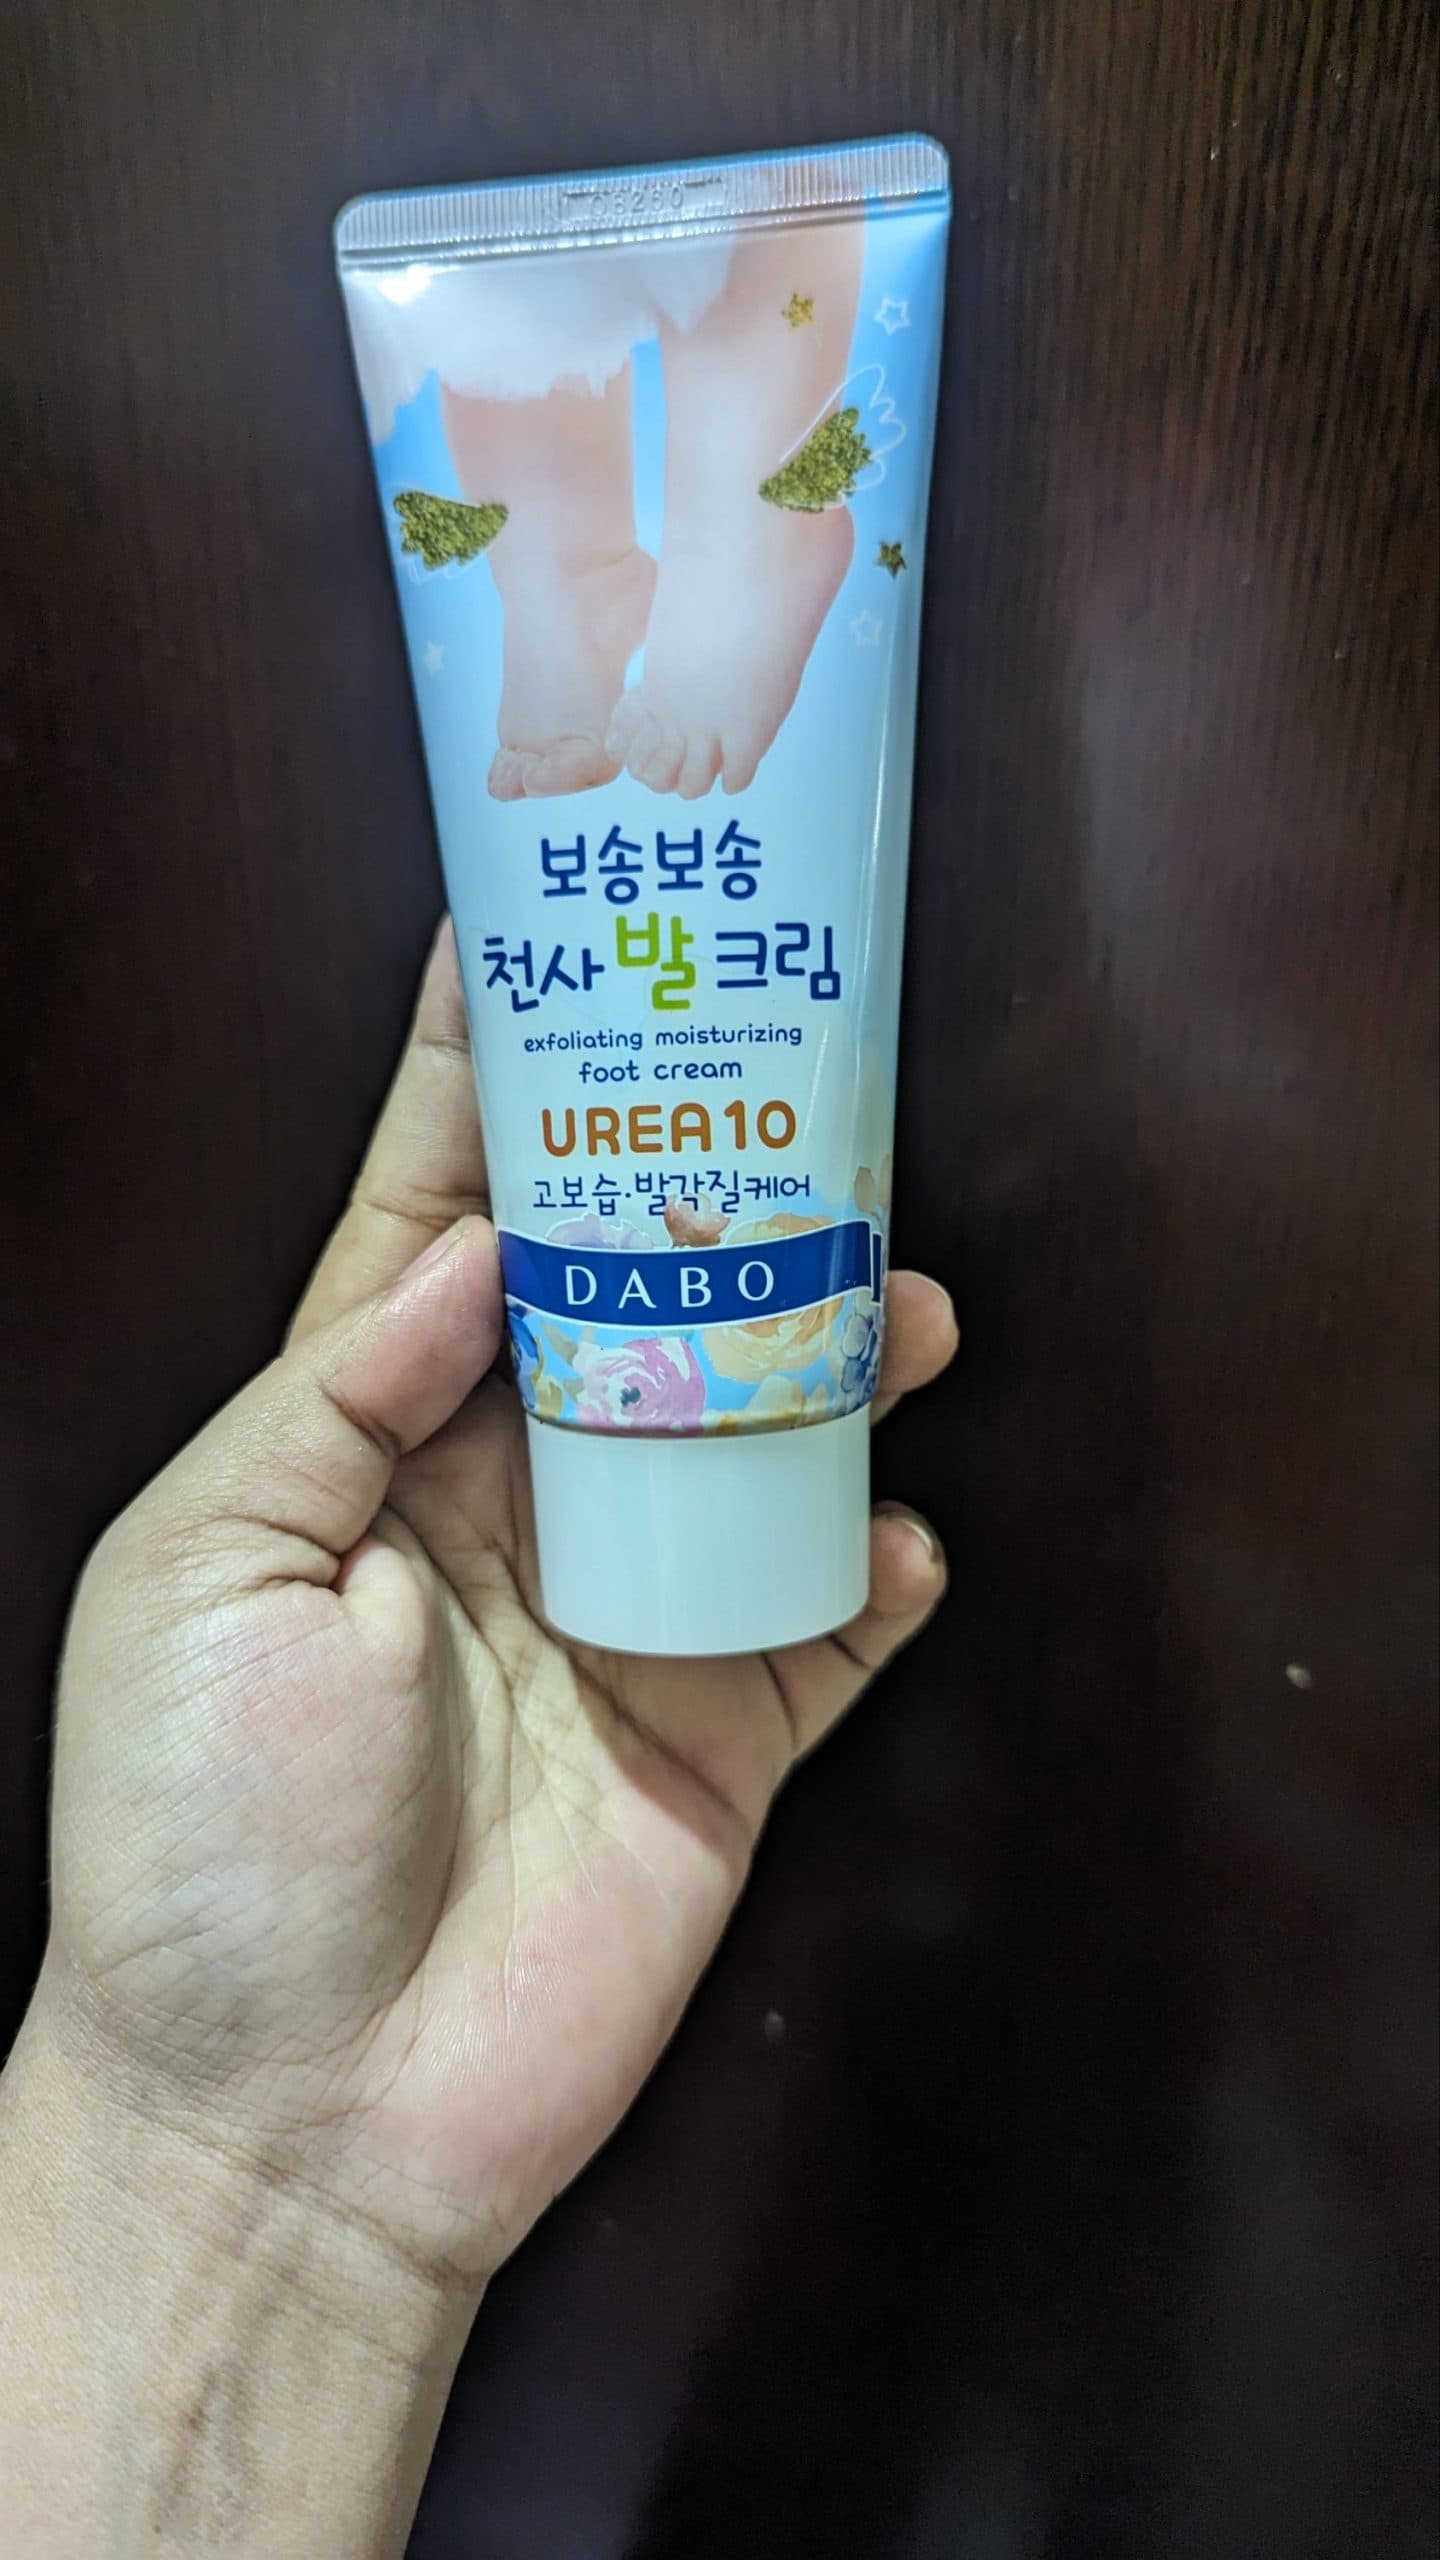 보송보송
천사 발 크림
exfoliating moisturizing
foot cream
UREA10
고보습·발각질케어
DABO